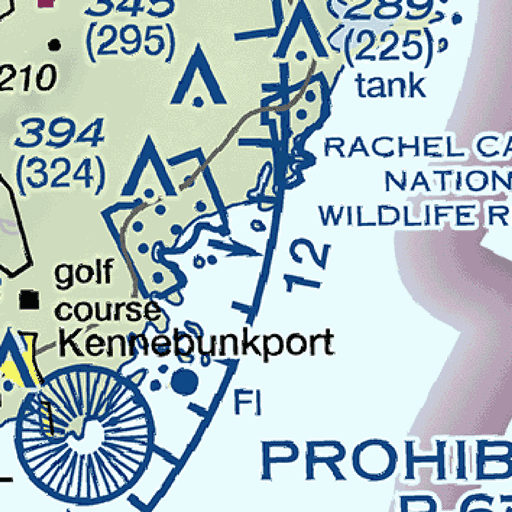 345
(295)
289
(225)
tank
210
394
(324)
RACHEL CA
NATION
WILDLIFE R
12
golf
course
Kennebunkport
Fl
PROHIB